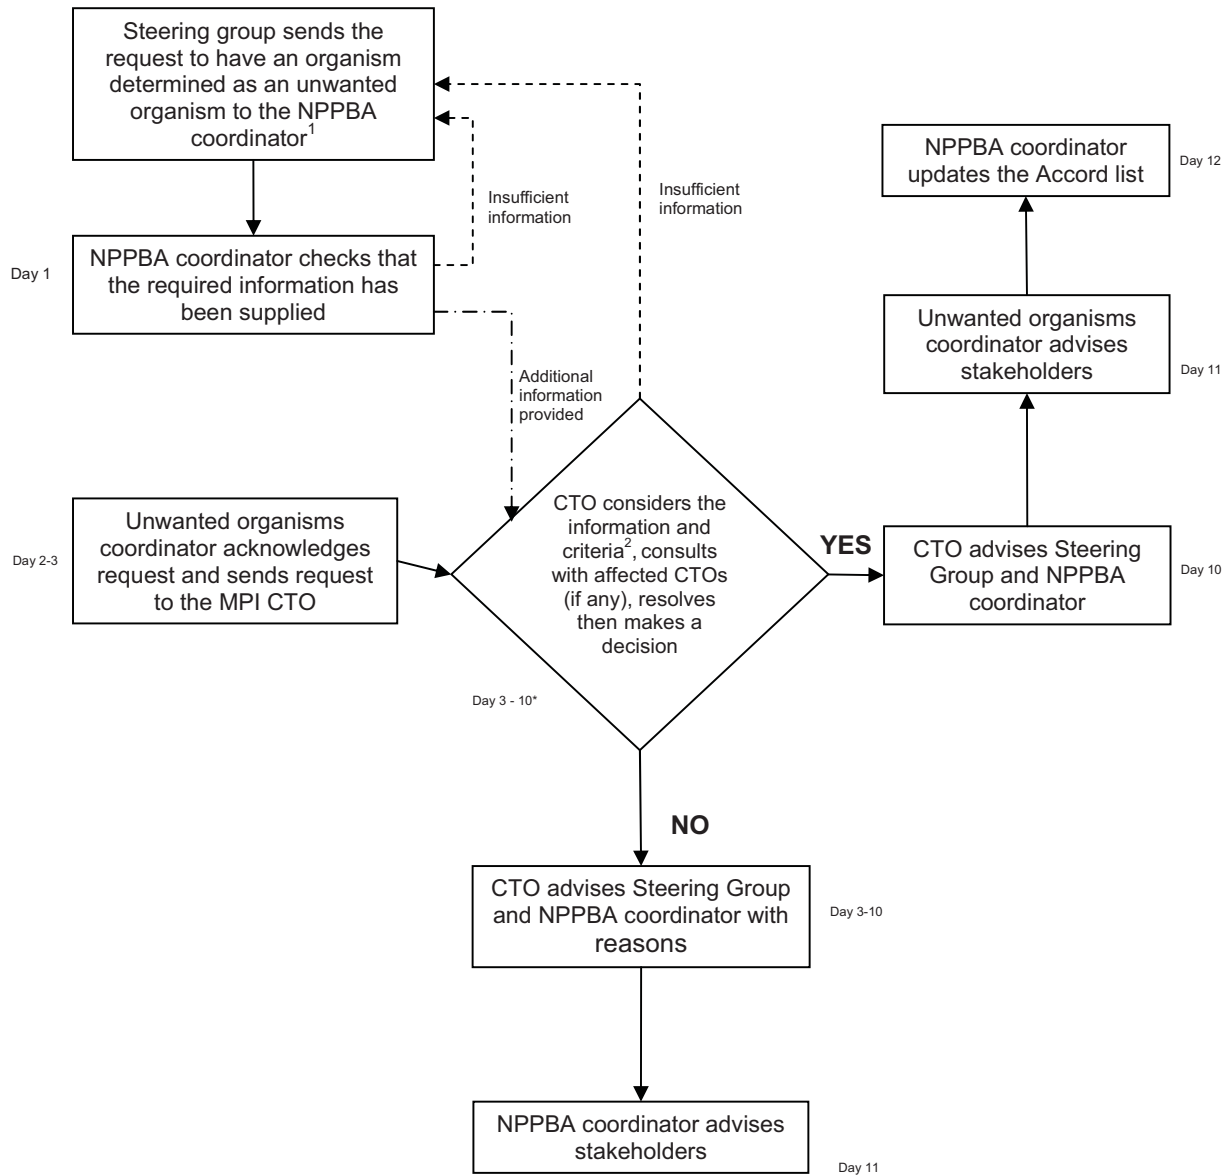 Steering group sends the
request to have an organism
determined as an unwanted
organism to the NPPBA
coordinator1
Insufficient
information
Insufficient
information
Day 1
NPPBA coordinator checks that
the required information has
been supplied
Additional
information
provided
Day 2-3
Unwanted organisms
coordinator acknowledges
request and sends request
to the MPI CTO
CTO considers the
information and
criteria2, consults
with affected CTOs
(if any), resolves
then makes a
decision
Day 3 - 10*
YES
CTO advises Steering
Group and NPPBA
coordinator
Day 10
Unwanted organisms
coordinator advises
stakeholders
Day 11
NPPBA coordinator
updates the Accord list
Day 12
NO
CTO advises Steering Group
and NPPBA coordinator with
reasons
Day 3-10
NPPBA coordinator advises
stakeholders
Day 11